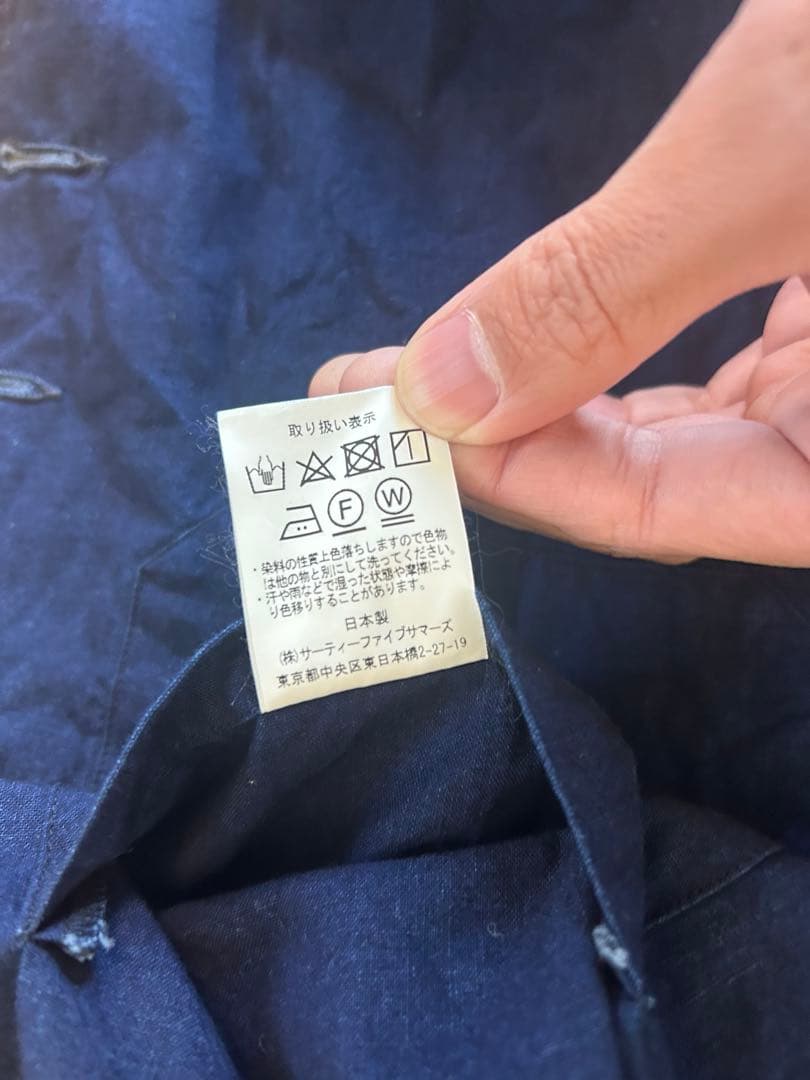 取り扱い表示
F W
・染料の性質上色落ちしますので色物
は他の物と別にして洗ってください。
・汗や雨などで湿った状態や摩擦によ
り色移りすることがあります。
日本製
(株)サーティーファイブサマーズ
東京都中央区東日本橋2-27-19